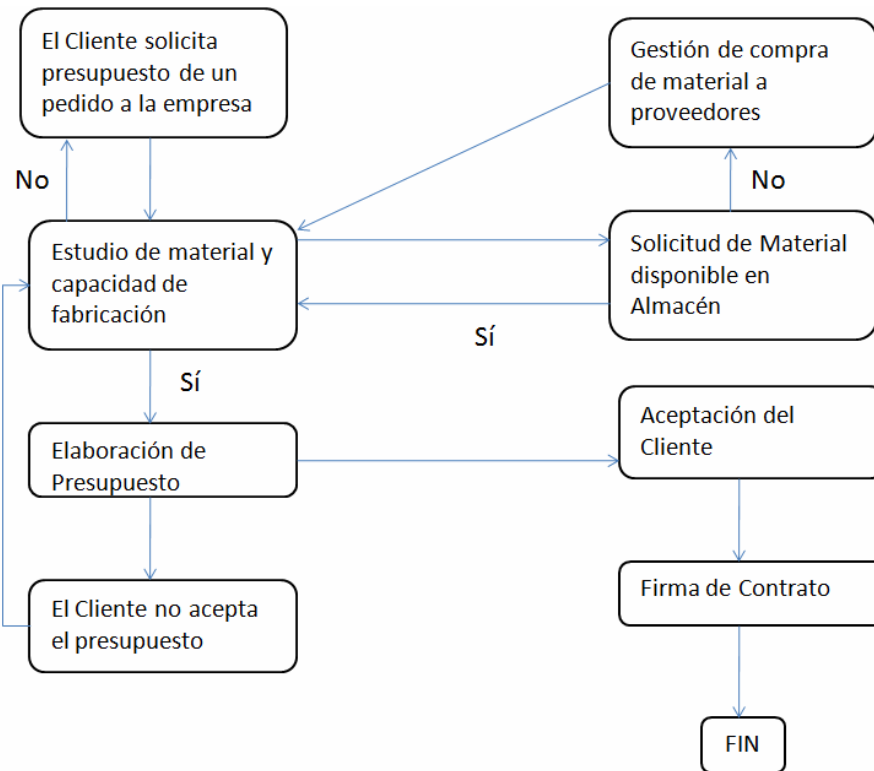 El Cliente solicita
presupuesto de un
pedido a la empresa
Gestión de compra
de material a
proveedores
No
No
Estudio de material y
capacidad de
fabricación
Solicitud de Material
disponible en
Almacén
Sí
Sí
Elaboración de
Presupuesto
Aceptación del
Cliente
El Cliente no acepta
el presupuesto
Firma de Contrato
FIN